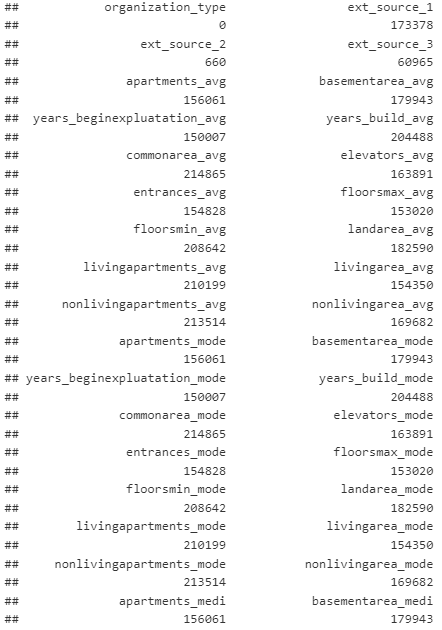 ## organization_type ext_source_1
## 0 173378
## ext_source_2 ext_source_3
## 660 60965
## apartments_avg basementarea_avg
## 156061 179943
## years_beginexpluatation_avg years_build_avg
## 150007 204488
## commonarea_avg elevators_avg
## 214865 163891
## entrances_avg floorsmax_avg
## 154828 153020
## floorsmin_avg landarea_avg
## 208642 182590
## livingapartments_avg livingarea_avg
## 210199 154350
## nonlivingapartments_avg nonlivingarea_avg
## 213514 169682
## apartments_mode basementarea_mode
## 156061 179943
## years_beginexpluatation_mode years_build_mode
## 150007 204488
## commonarea_mode elevators_mode
## 214865 163891
## entrances_mode floorsmax_mode
## 154828 153020
## floorsmin_mode landarea_mode
## 208642 182590
## livingapartments_mode livingarea_mode
## 210199 154350
## nonlivingapartments_mode nonlivingarea_mode
## 213514 169682
## apartments_medi basementarea_medi
## 156061 179943